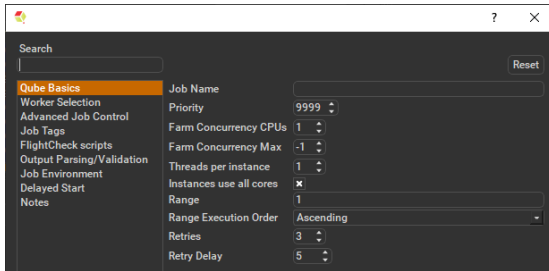 ?
Search
Reset
Qube Basics
Worker Selection
Advanced Job Control
Job Tags
FlightCheck scripts
Output Parsing/Validation
Job Environment
Delayed Start
Notes
Job Name
Priority 9999
Farm Concurrency CPUs 1
Farm Concurrency Max -1
Threads per instance 1
Instances use all cores
Range 1
Range Execution Order Ascending
Retries 3
Retry Delay 5